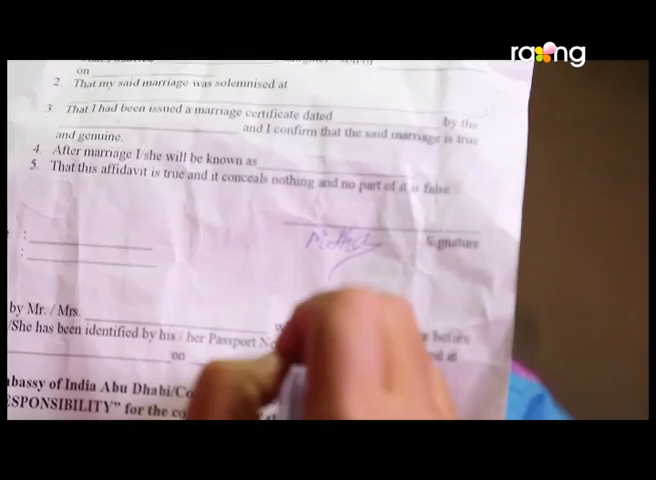 rang
on
2. That my said marriage was solemnised at
3. That I had been issued a marriage certificate dated by the
and I confirm that the said marriage is true
and genuine.
4. After marriage I/she will be known as
5. That this affidavit is true and it conceals nothing and no part of it is false
Signature
:
:
by Mr. / Mrs.
/She has been identified by his / her Passport No before
on ed at
bassy of India Abu Dhabi/Co
ESPONSIBILITY" for the co